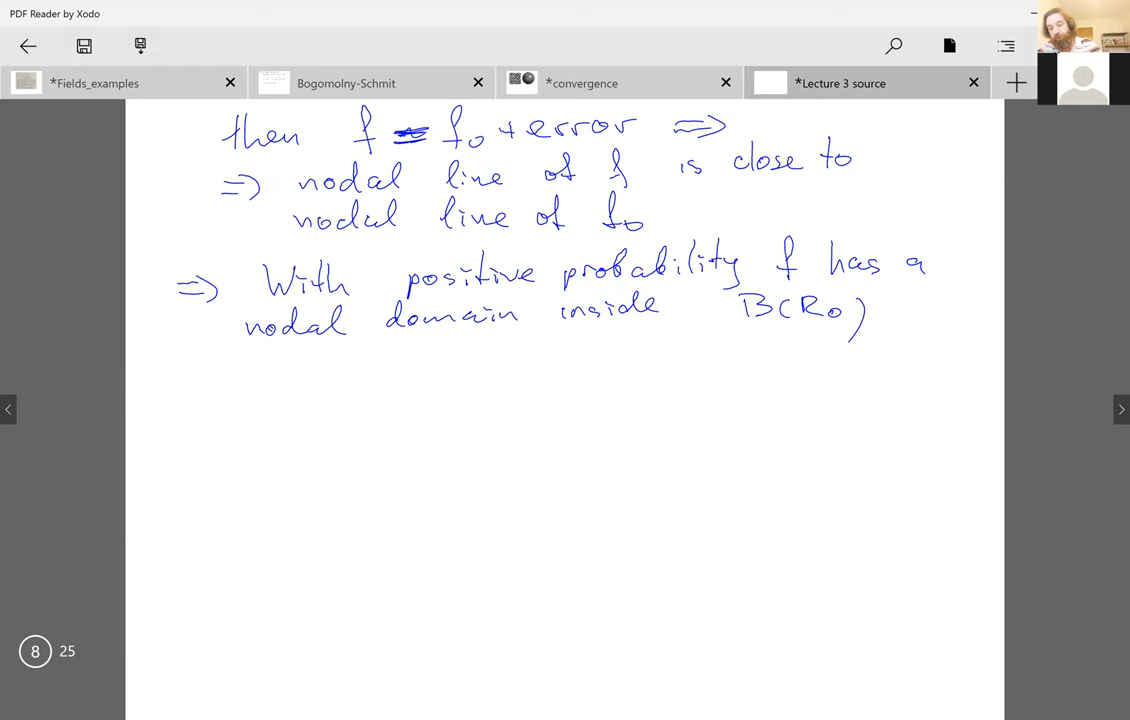 PDF Reader by Xodo
*Fields_examples
Bogomolny-Schmit
*convergence
*Lecture 3 source
then f = f₀ + error ⇒
⇒ nodal line of f is close to
nodal line of f₀
⇒ With positive probability f has a
nodal domain inside B(R₀)
8 25